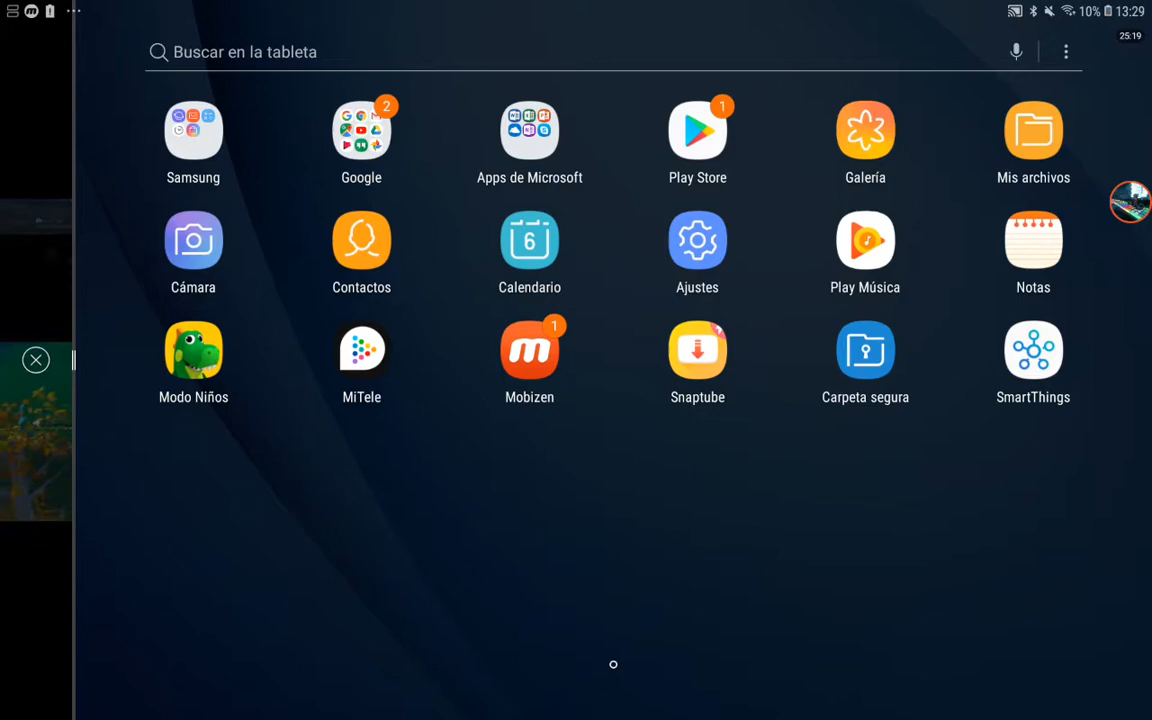 10% 13:29
25:19
Buscar en la tableta
2
1
Samsung
Google
Apps de Microsoft
Play Store
Galería
Mis archivos
6
Cámara
Contactos
Calendario
Ajustes
Play Música
Notas
1
Modo Niños
MiTele
Mobizen
Snaptube
Carpeta segura
SmartThings